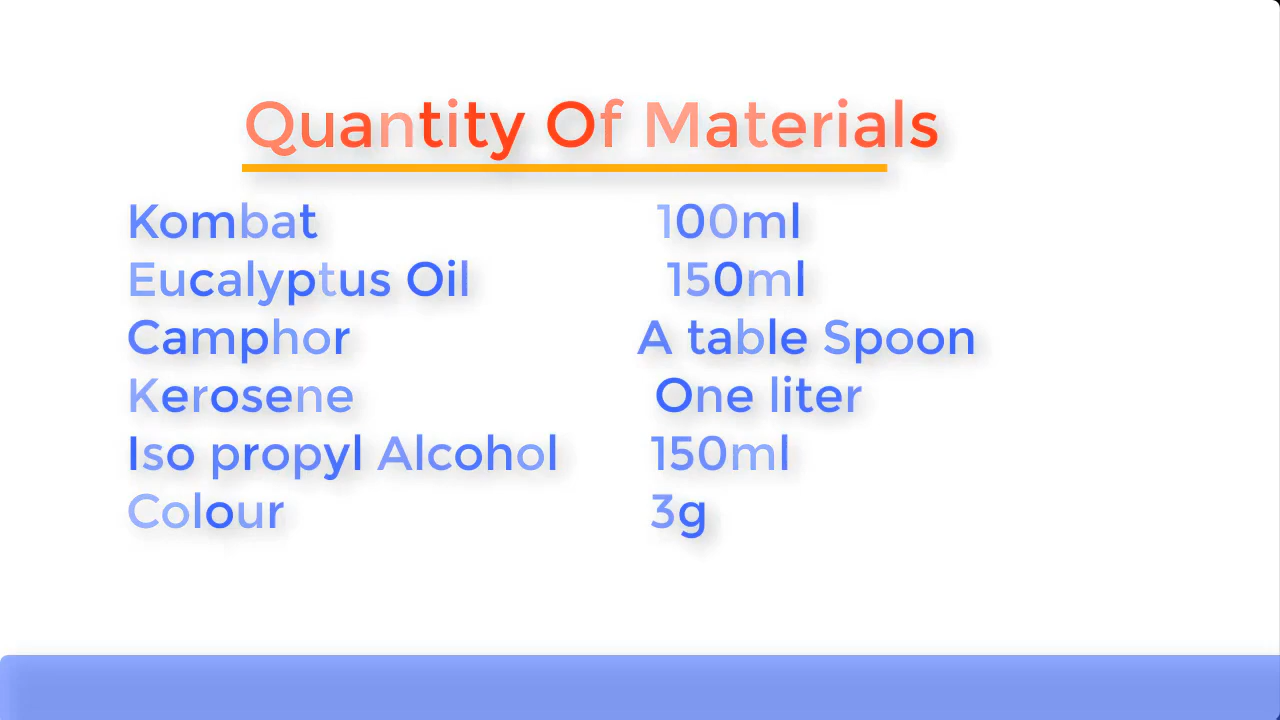 Quantity Of Materials
Kombat 100ml
Eucalyptus Oil 150ml
Camphor A table Spoon
Kerosene One liter
Iso propyl Alcohol 150ml
Colour 3g